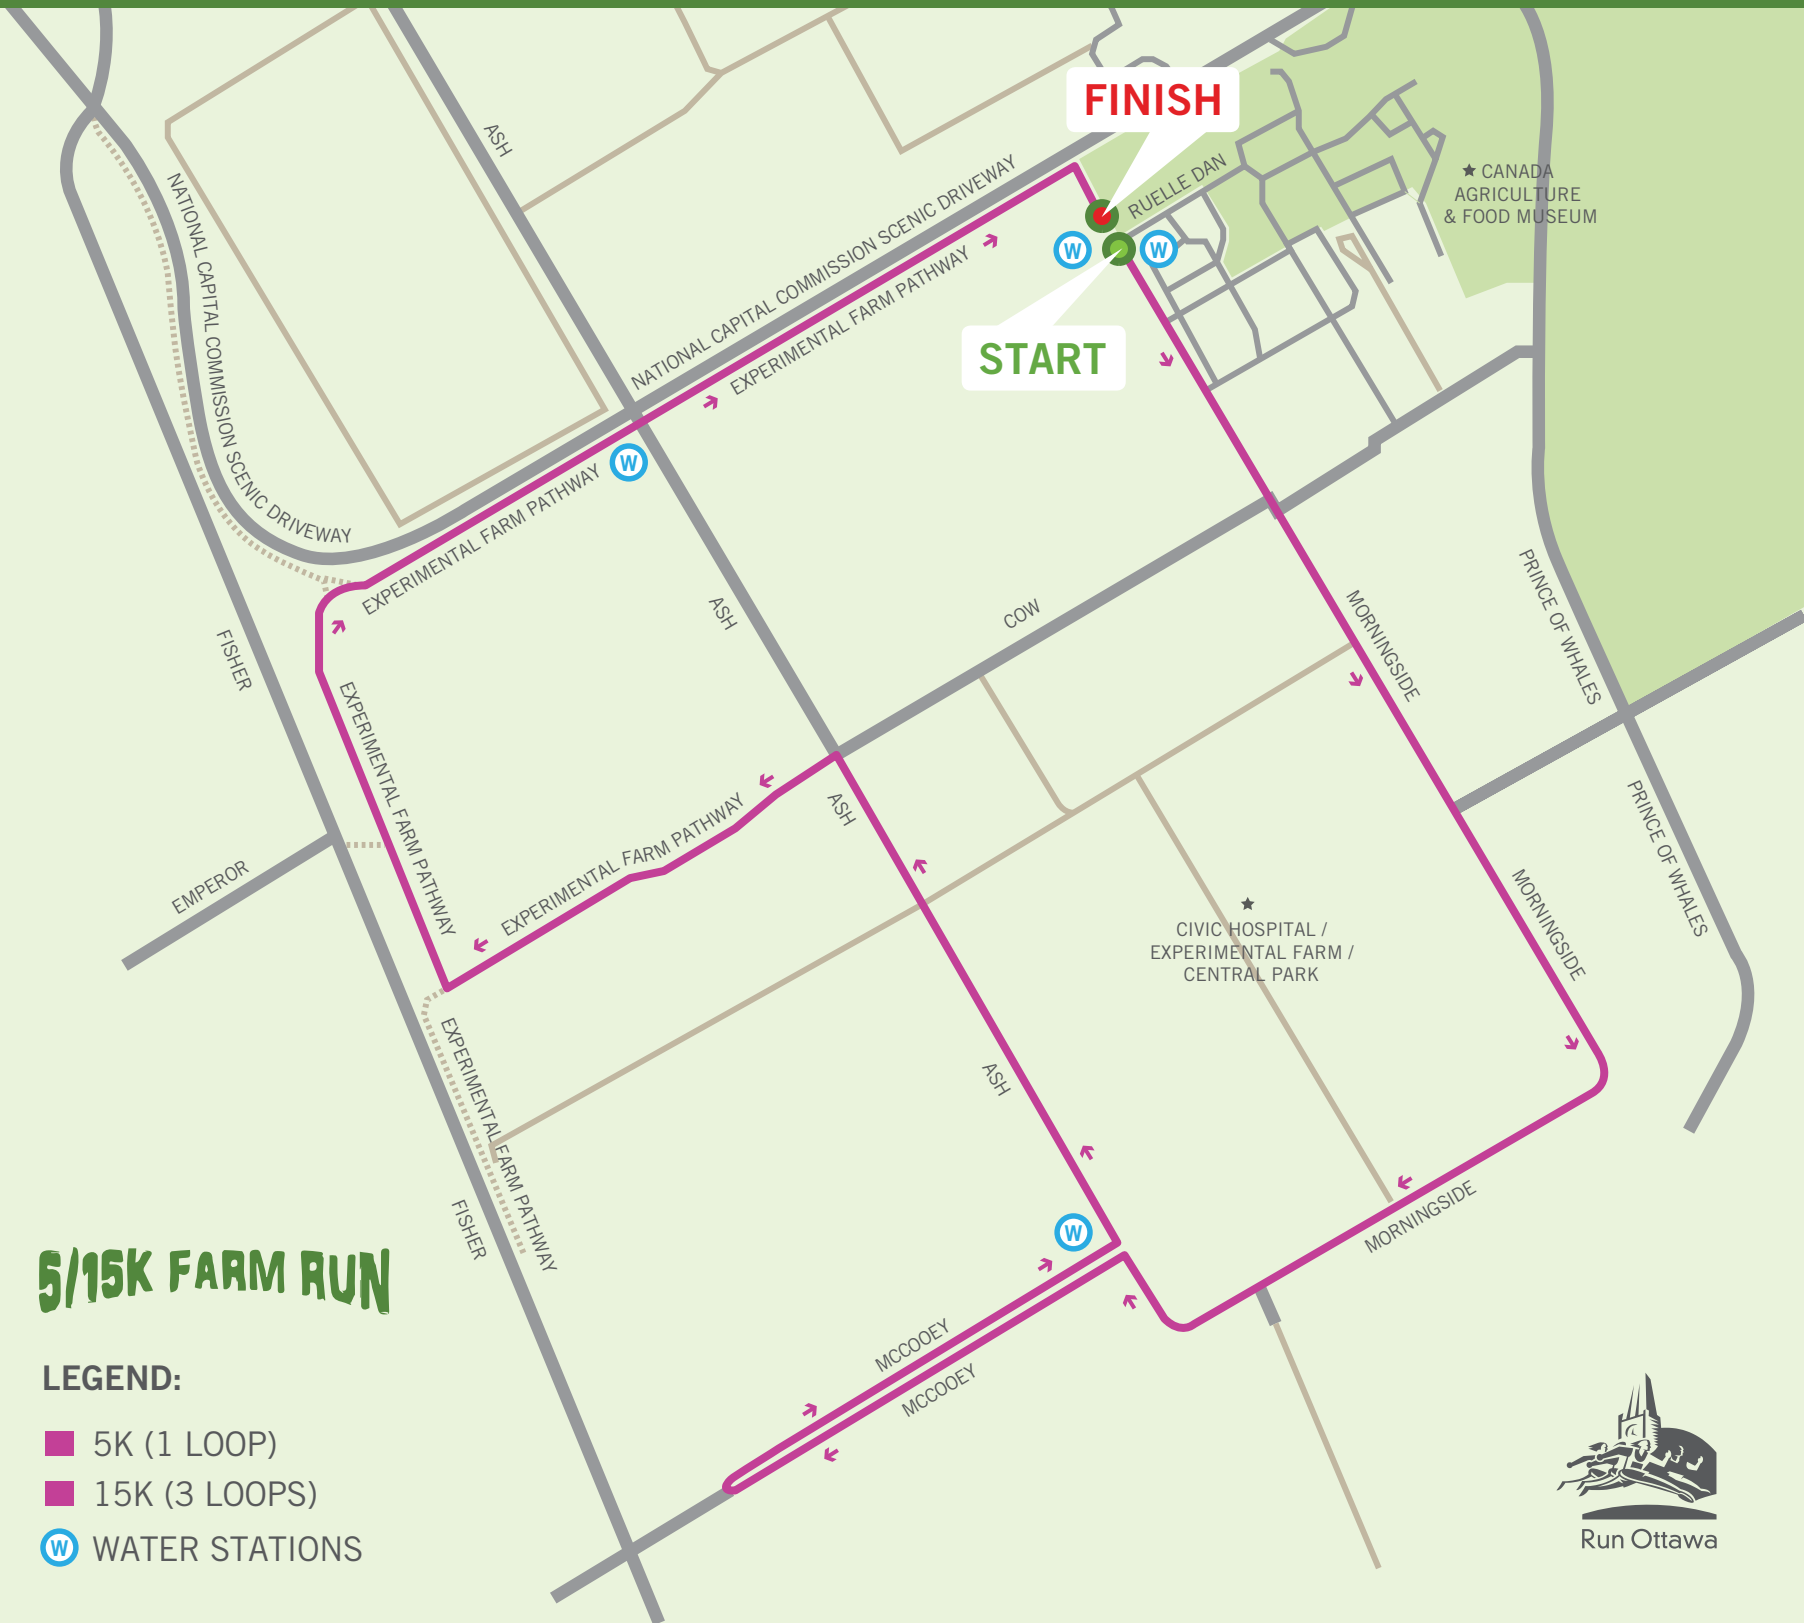 ASH
FINISH
NATIONAL CAPITAL COMMISSION SCENIC DRIVEWAY
RUELLE DAN
★ CANADA
AGRICULTURE
& FOOD MUSEUM
NATIONAL CAPITAL COMMISSION SCENIC DRIVEWAY
W
W
EXPERIMENTAL FARM PATHWAY
START
W
EXPERIMENTAL FARM PATHWAY
FISHER
ASH
COW
MORNINGSIDE
PRINCE OF WHALES
EXPERIMENTAL FARM PATHWAY
EXPERIMENTAL FARM PATHWAY
ASH
PRINCE OF WHALES
EMPEROR
MORNINGSIDE
★
CIVIC HOSPITAL /
EXPERIMENTAL FARM /
CENTRAL PARK
EXPERIMENTAL FARM PATHWAY
ASH
FISHER
W
MORNINGSIDE
MCCOOEY
MCCOOEY
5/15K FARM RUN
LEGEND:
5K (1 LOOP)
15K (3 LOOPS)
W WATER STATIONS
Run Ottawa